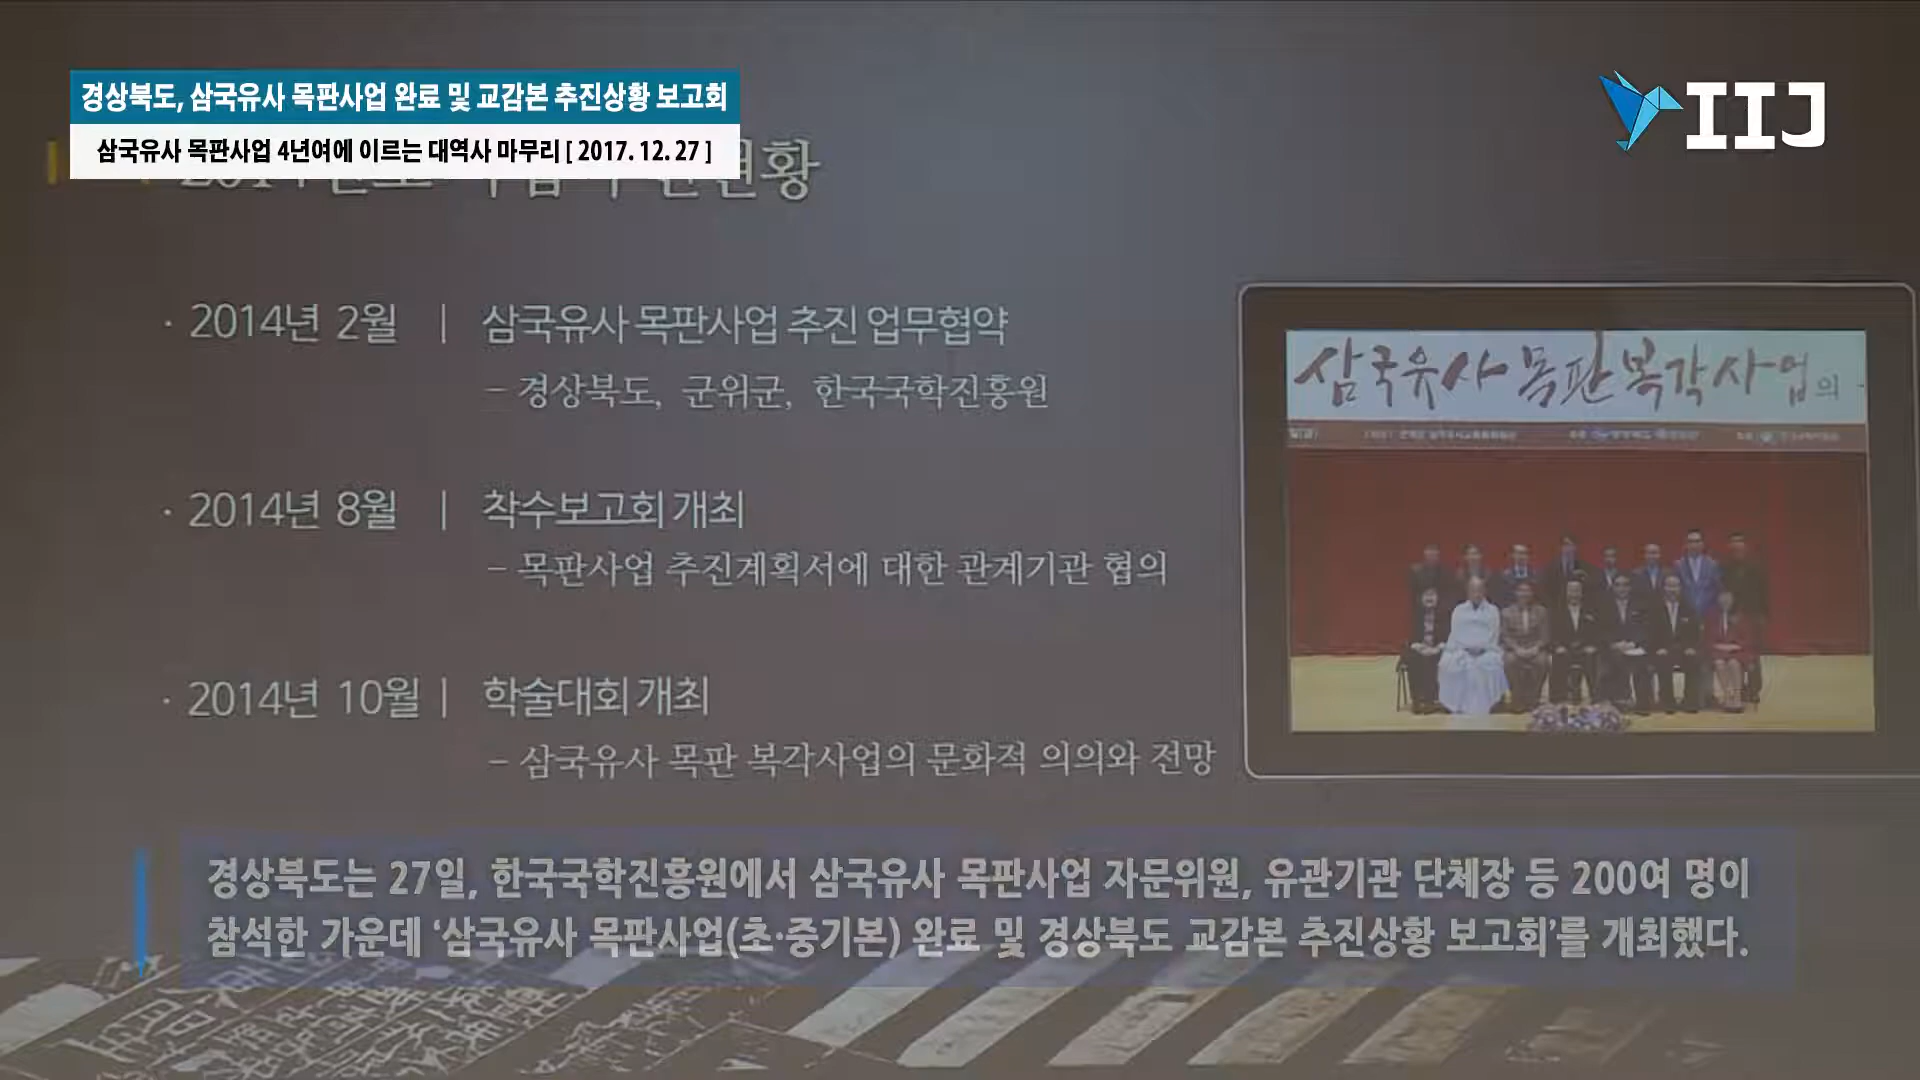 경상북도, 삼국유사 목판사업 완료 및 교감본 추진상황 보고회
삼국유사 목판사업 4년여에 이르는 대역사 마무리 [ 2017. 12. 27 ]
IIJ
· 2014년 2월 | 삼국유사 목판사업 추진 업무협약
- 경상북도, 군위군, 한국국학진흥원
· 2014년 8월 | 착수보고회 개최
- 목판사업 추진계획서에 대한 관계기관 협의
· 2014년 10월 | 학술대회 개최
- 삼국유사 목판 복각사업의 문화적 의의와 전망
삼국유사 목판 복각사업의
경상북도는 27일, 한국국학진흥원에서 삼국유사 목판사업 자문위원, 유관기관 단체장 등 200여 명이
참석한 가운데 ‘삼국유사 목판사업(초·중기본) 완료 및 경상북도 교감본 추진상황 보고회’를 개최했다.